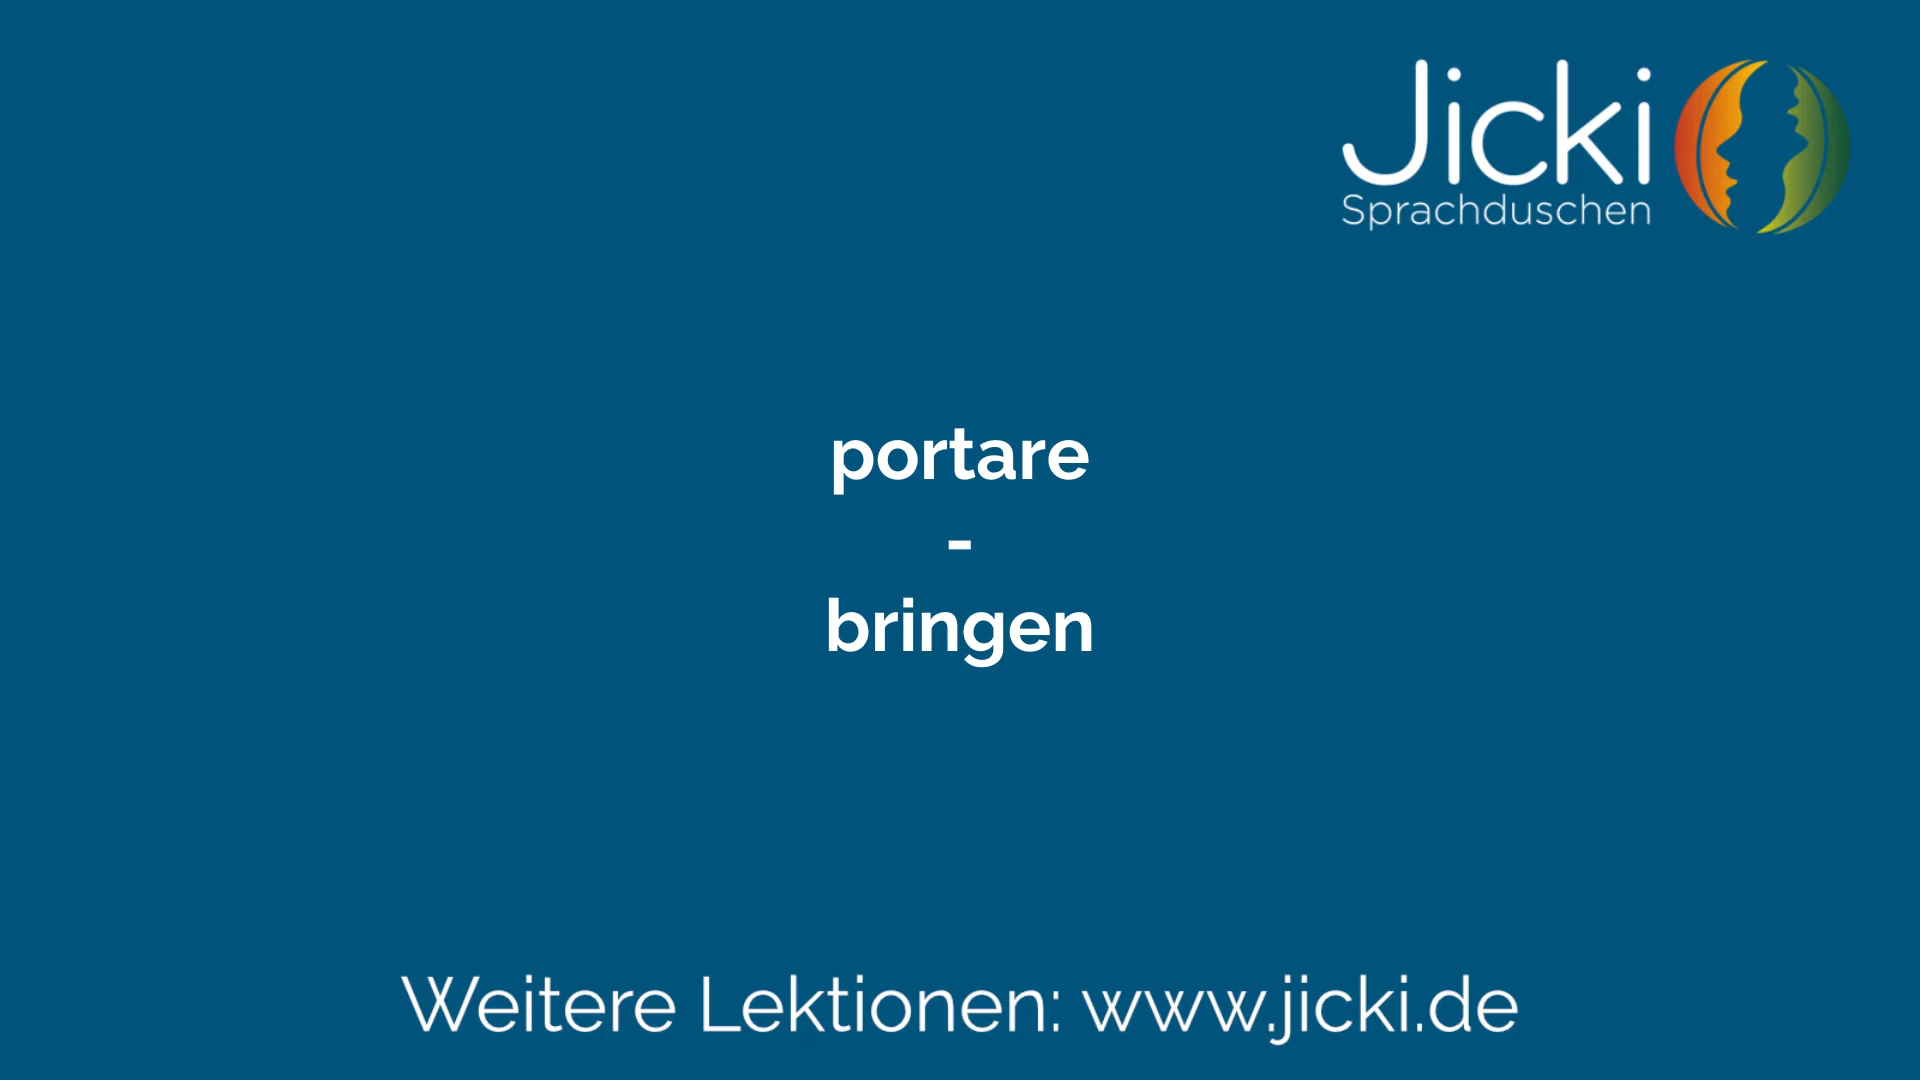 Jicki
Sprachduschen
portare
-
bringen
Weitere Lektionen: www.jicki.de